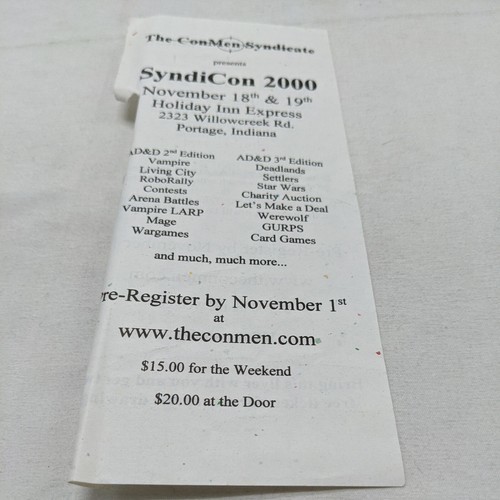 The ConMen Syndicate
presents
SyndiCon 2000
November 18th & 19th
Holiday Inn Express
2323 Willowcreek Rd.
Portage, Indiana
AD&D 2nd Edition
Vampire
Living City
RoboRally
Contests
Arena Battles
Vampire LARP
Mage
Wargames
AD&D 3rd Edition
Deadlands
Settlers
Star Wars
Charity Auction
Let's Make a Deal
Werewolf
GURPS
Card Games
and much, much more...
re-Register by November 1st
at
www.theconmen.com
$15.00 for the Weekend
$20.00 at the Door